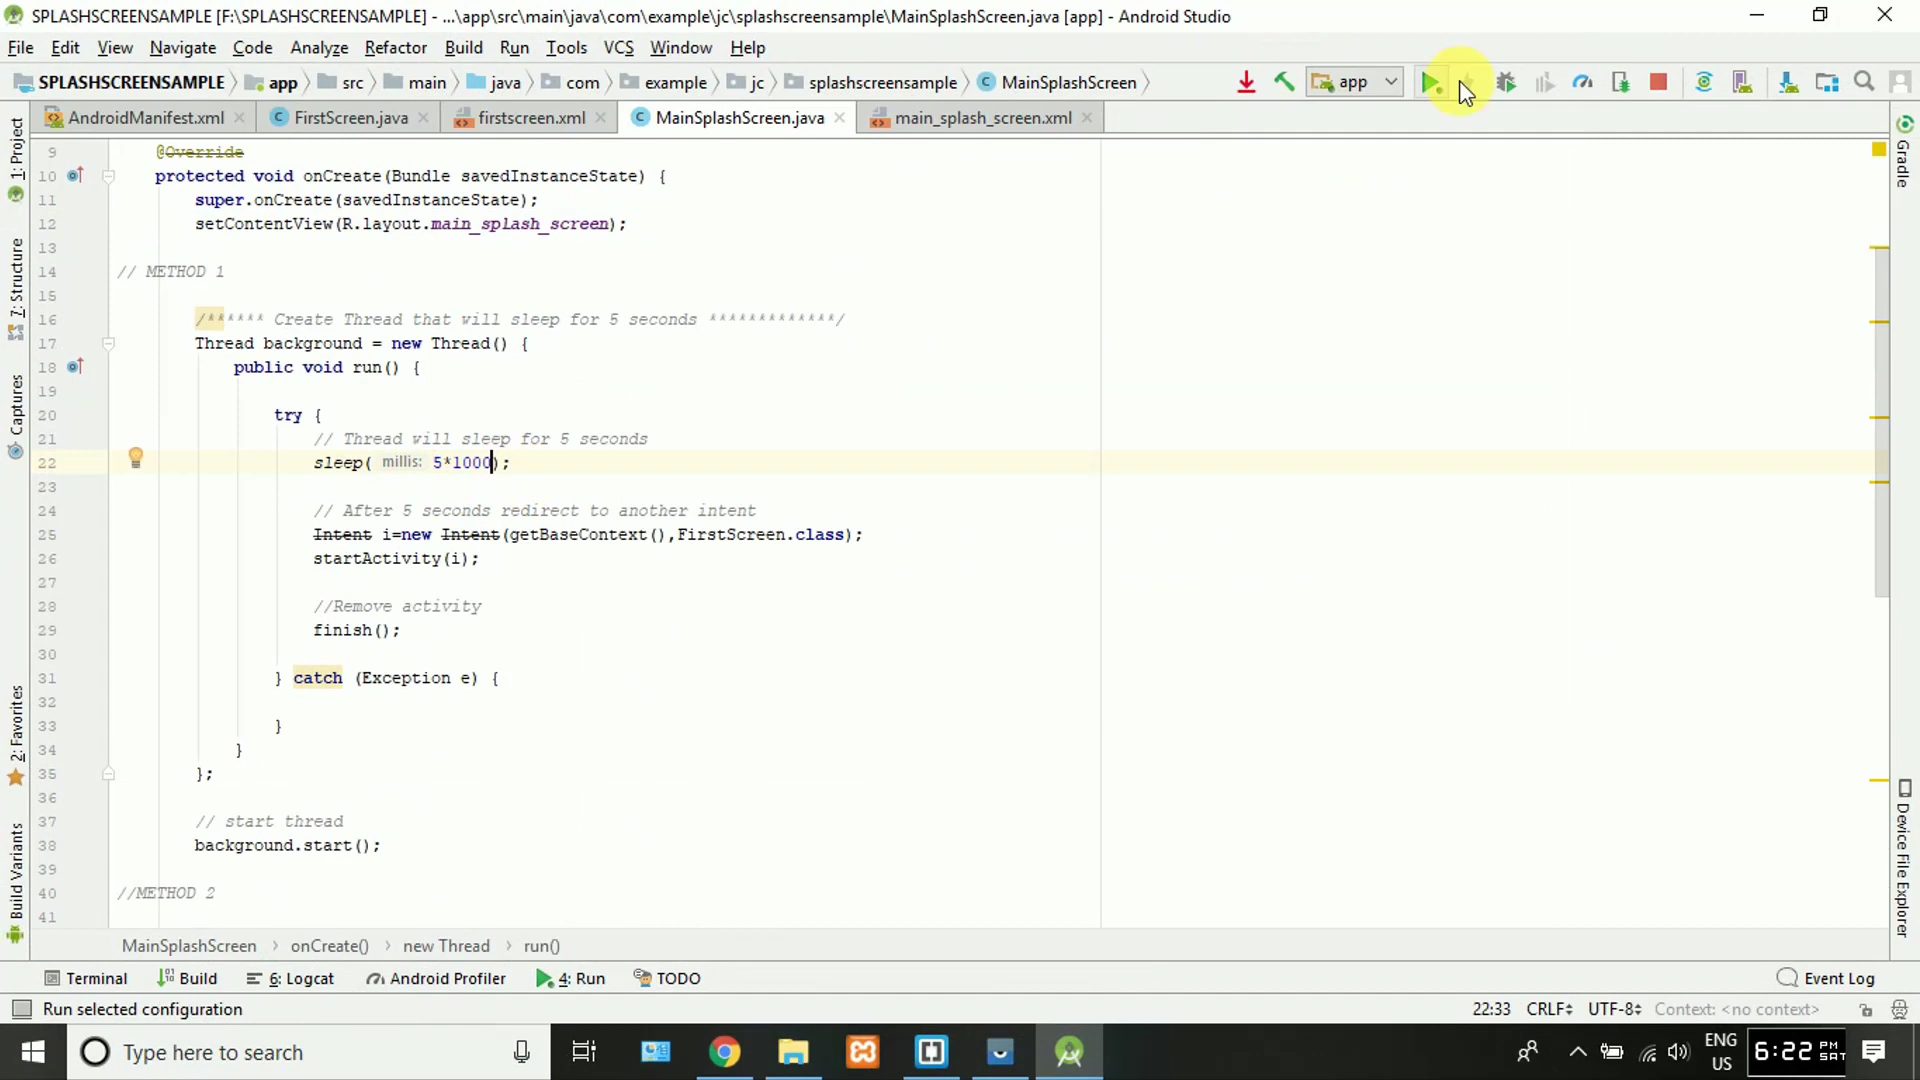 SPLASHSCREENSAMPLE [F:\SPLASHSCREENSAMPLE] - ...\app\src\main\java\com\example\jc\splashscreensample\MainSplashScreen.java [app] - Android Studio
File Edit View Navigate Code Analyze Refactor Build Run Tools VCS Window Help
SPLASHSCREENSAMPLE app src main java com example jc splashscreensample MainSplashScreen app
AndroidManifest.xml FirstScreen.java firstscreen.xml MainSplashScreen.java main_splash_screen.xml
1: Project
7: Structure
Captures
2: Favorites
Build Variants
Gradle
Device File Explorer
9 @Override
10 protected void onCreate(Bundle savedInstanceState) {
11 super.onCreate(savedInstanceState);
12 setContentView(R.layout.main_splash_screen);
13
14 // METHOD 1
15
16 /****** Create Thread that will sleep for 5 seconds *************/
17 Thread background = new Thread() {
18 public void run() {
19
20 try {
21 // Thread will sleep for 5 seconds
22 sleep( millis: 5*1000);
23
24 // After 5 seconds redirect to another intent
25 Intent i=new Intent(getBaseContext(),FirstScreen.class);
26 startActivity(i);
27
28 //Remove activity
29 finish();
30
31 } catch (Exception e) {
32
33 }
34 }
35 };
36
37 // start thread
38 background.start();
39
40 //METHOD 2
41
MainSplashScreen onCreate() new Thread run()
Terminal Build 6: Logcat Android Profiler 4: Run TODO Event Log
Run selected configuration 22:33 CRLF UTF-8 Context: <no context>
Type here to search ENG US 6:22 PM SAT